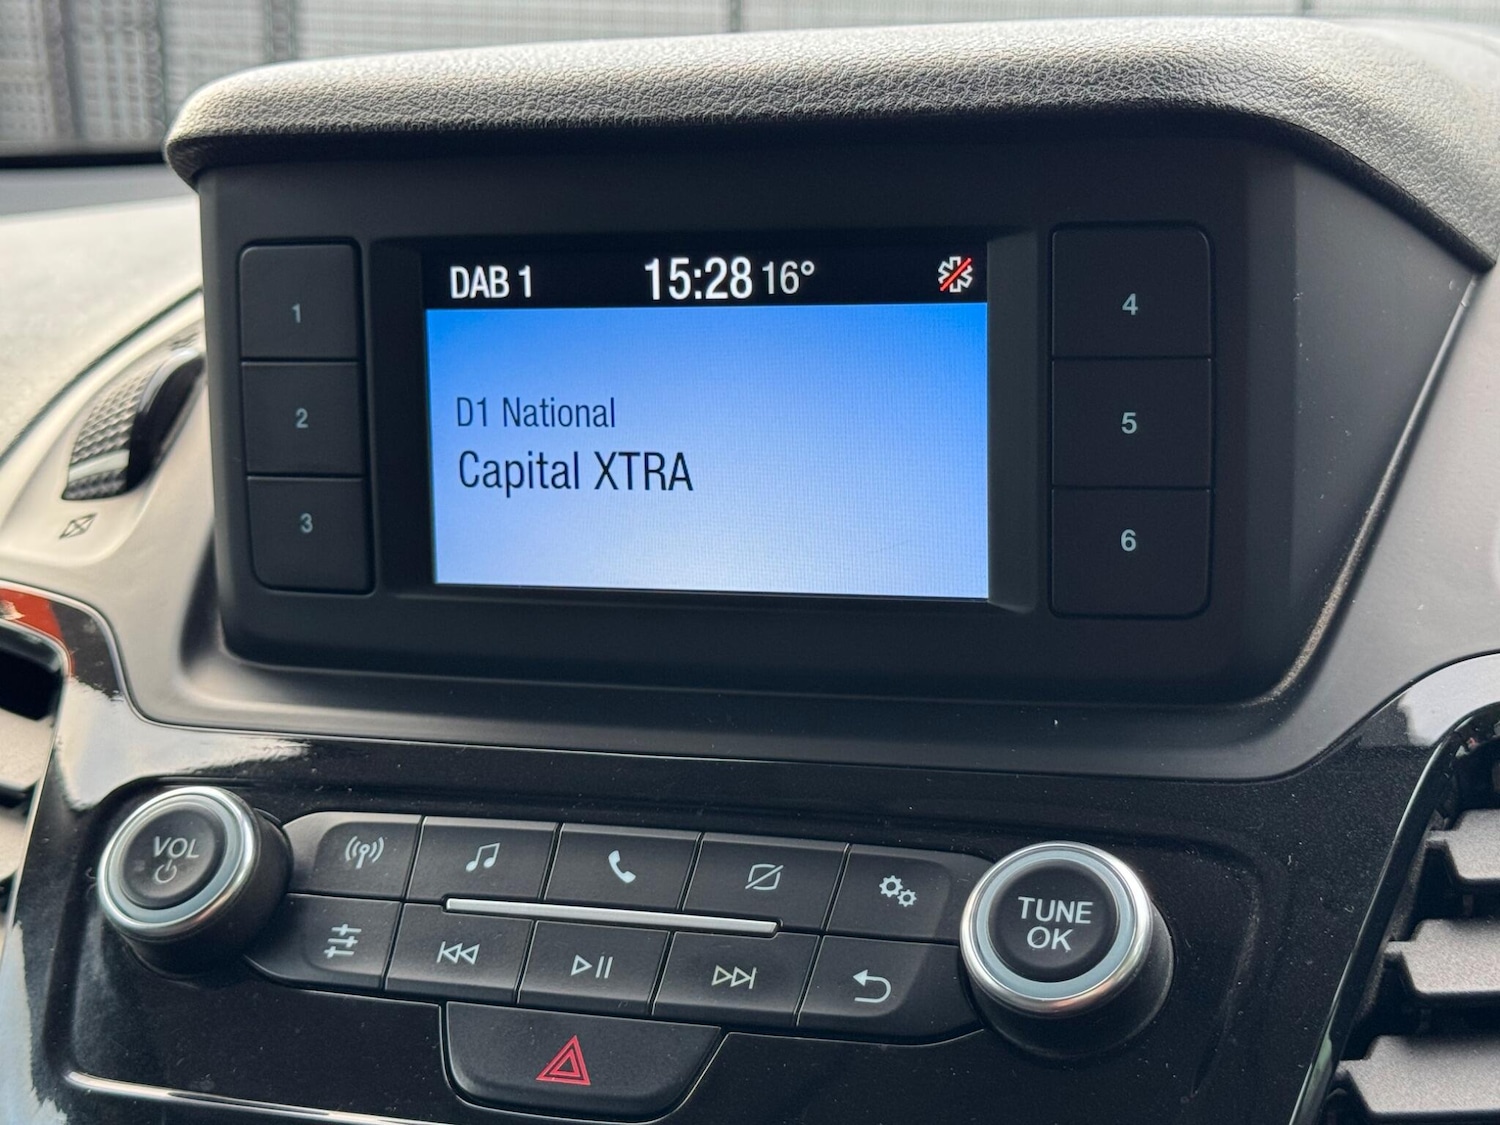 DAB 1 15:28 16°
D1 National
Capital XTRA
1
2
3
4
5
6
VOL
TUNE
OK